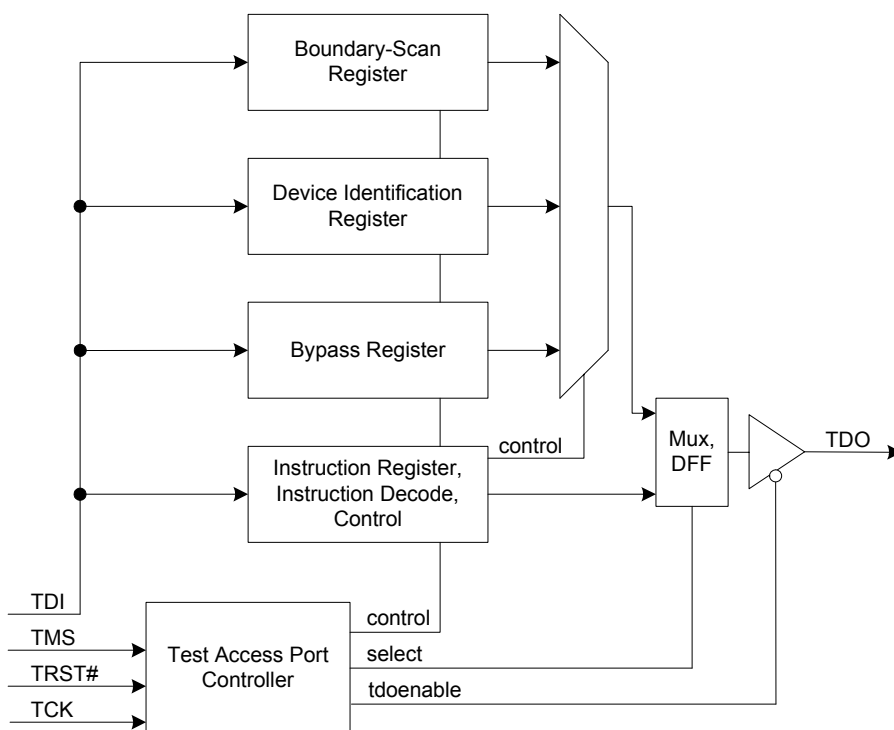 Boundary-Scan
Register
Device Identification
Register
Bypass Register
control
Instruction Register,
Instruction Decode,
Control
Mux,
DFF
TDO
TDI
TMS
TRST#
TCK
Test Access Port
Controller
control
select
tdoenable